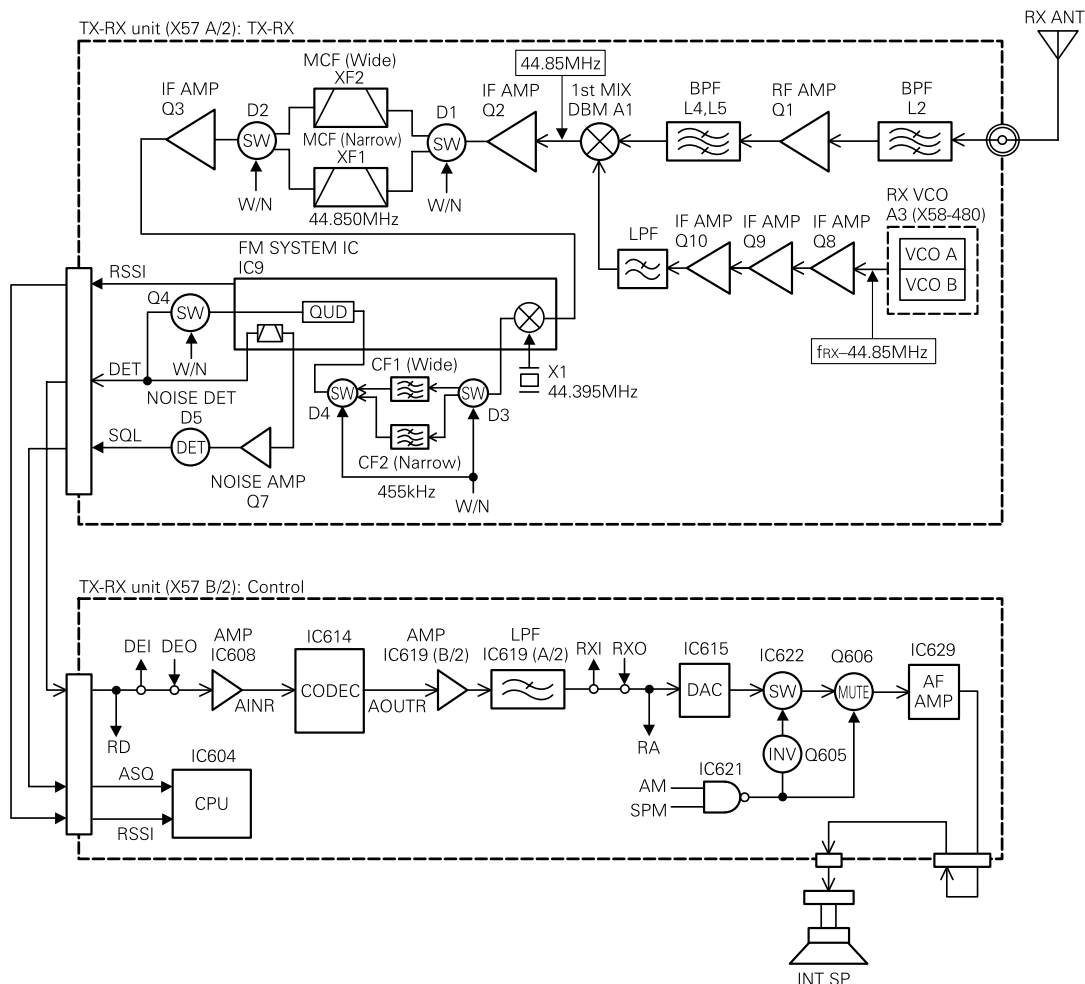 RX ANT
TX-RX unit (X57 A/2): TX-RX
IF AMP
Q3
D2
SW
W/N
MCF (Wide)
XF2
MCF (Narrow)
XF1
44.850MHz
D1
SW
W/N
IF AMP
Q2
44.85MHz
1st MIX
DBM A1
BPF
L4,L5
RF AMP
Q1
BPF
L2
RX VCO
A3 (X58-480)
VCO A
VCO B
IF AMP
Q8
IF AMP
Q9
IF AMP
Q10
LPF
fRX–44.85MHz
FM SYSTEM IC
IC9
RSSI
Q4
SW
W/N
QUD
DET
NOISE DET
D5
DET
SQL
NOISE AMP
Q7
CF1 (Wide)
SW
D4
SW
D3
CF2 (Narrow)
455kHz
W/N
X1
44.395MHz
TX-RX unit (X57 B/2): Control
DEI
DEO
RD
AMP
IC608
AINR
IC614
CODEC
AOUTR
AMP
IC619 (B/2)
LPF
IC619 (A/2)
RXI
RXO
RA
IC615
DAC
IC622
SW
Q606
MUTE
IC629
AF
AMP
INV
Q605
IC621
AM
SPM
ASQ
RSSI
IC604
CPU
INT SP